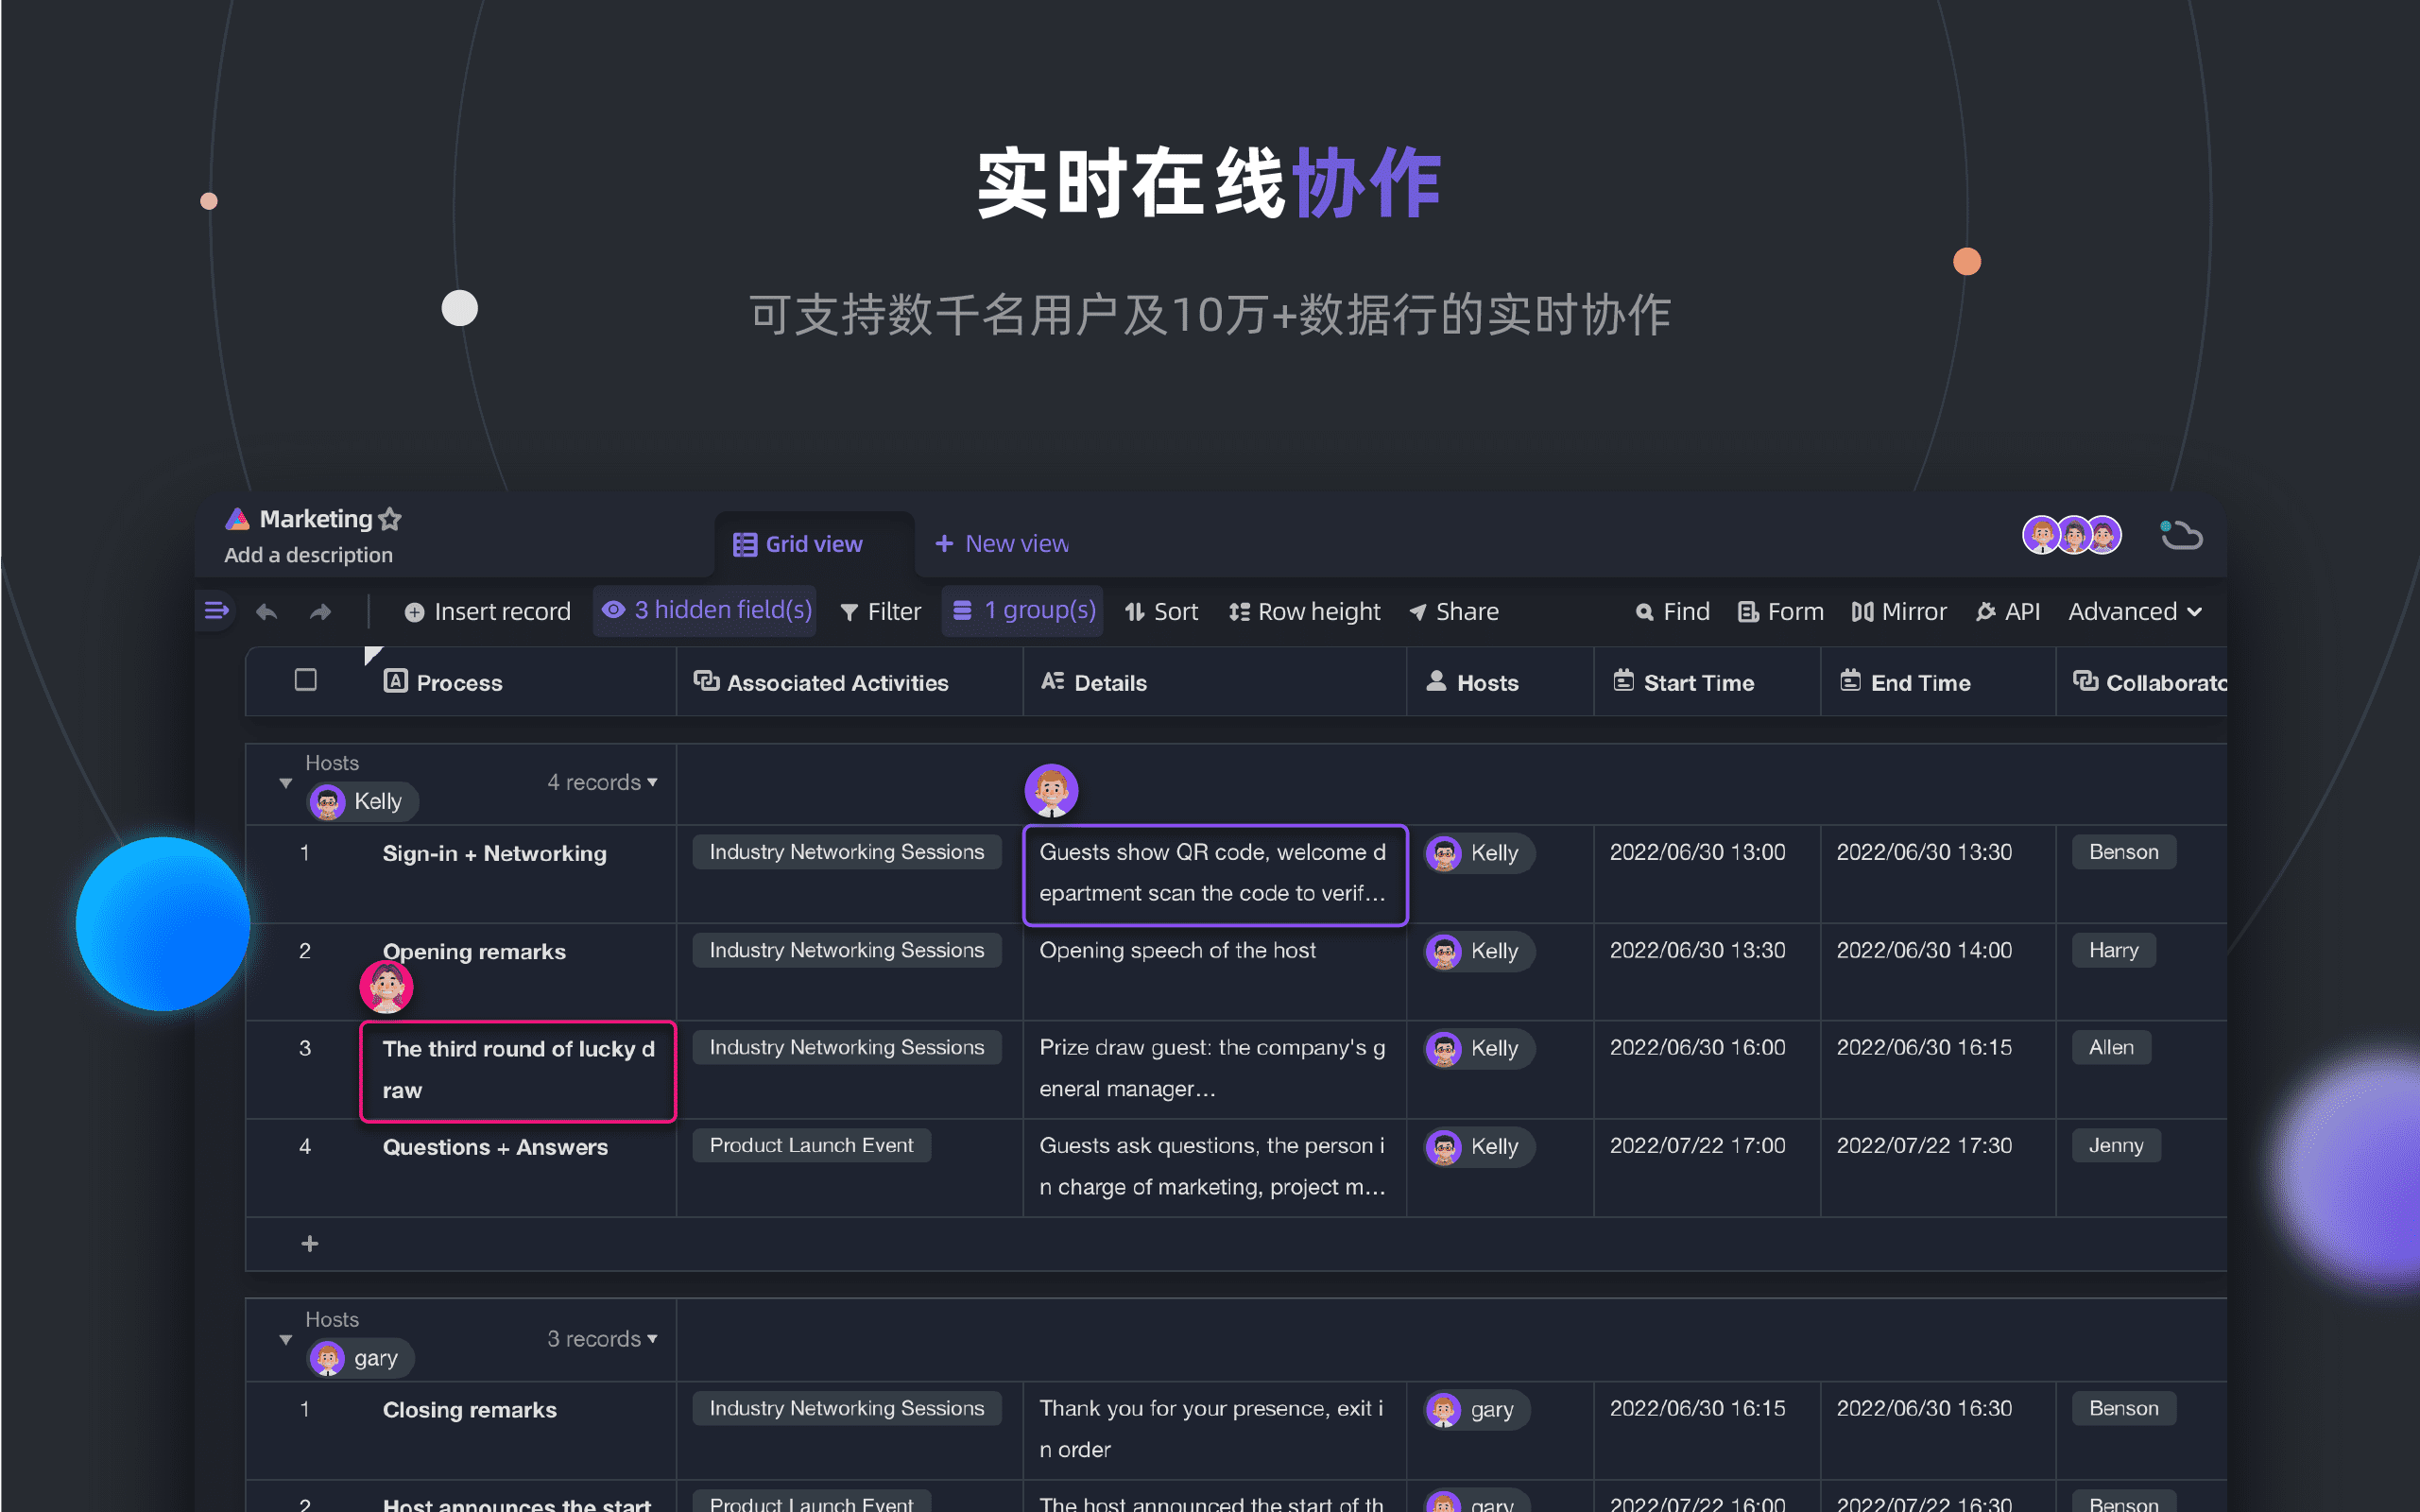 实时在线协作
可支持数千名用户及10万+数据行的实时协作
Marketing
Add a description
Grid view
New view
Insert record
3 hidden field(s)
Filter
1 group(s)
Sort
Row height
Share
Find
Form
Mirror
API
Advanced
Process
Associated Activities
Details
Hosts
Start Time
End Time
Collaborato
Hosts
Kelly
4 records
1
Sign-in + Networking
Industry Networking Sessions
Guests show QR code, welcome d
epartment scan the code to verif...
Kelly
2022/06/30 13:00
2022/06/30 13:30
Benson
2
Opening remarks
Industry Networking Sessions
Opening speech of the host
Kelly
2022/06/30 13:30
2022/06/30 14:00
Harry
3
The third round of lucky d
raw
Industry Networking Sessions
Prize draw guest: the company's g
eneral manager...
Kelly
2022/06/30 16:00
2022/06/30 16:15
Allen
4
Questions + Answers
Product Launch Event
Guests ask questions, the person i
n charge of marketing, project m...
Kelly
2022/07/22 17:00
2022/07/22 17:30
Jenny
Hosts
gary
3 records
1
Closing remarks
Industry Networking Sessions
Thank you for your presence, exit i
n order
gary
2022/06/30 16:15
2022/06/30 16:30
Benson
2
Host announces the start
Product Launch Event
The host announced the start of th
gary
2022/07/22 16:00
2022/07/22 16:30
Benson